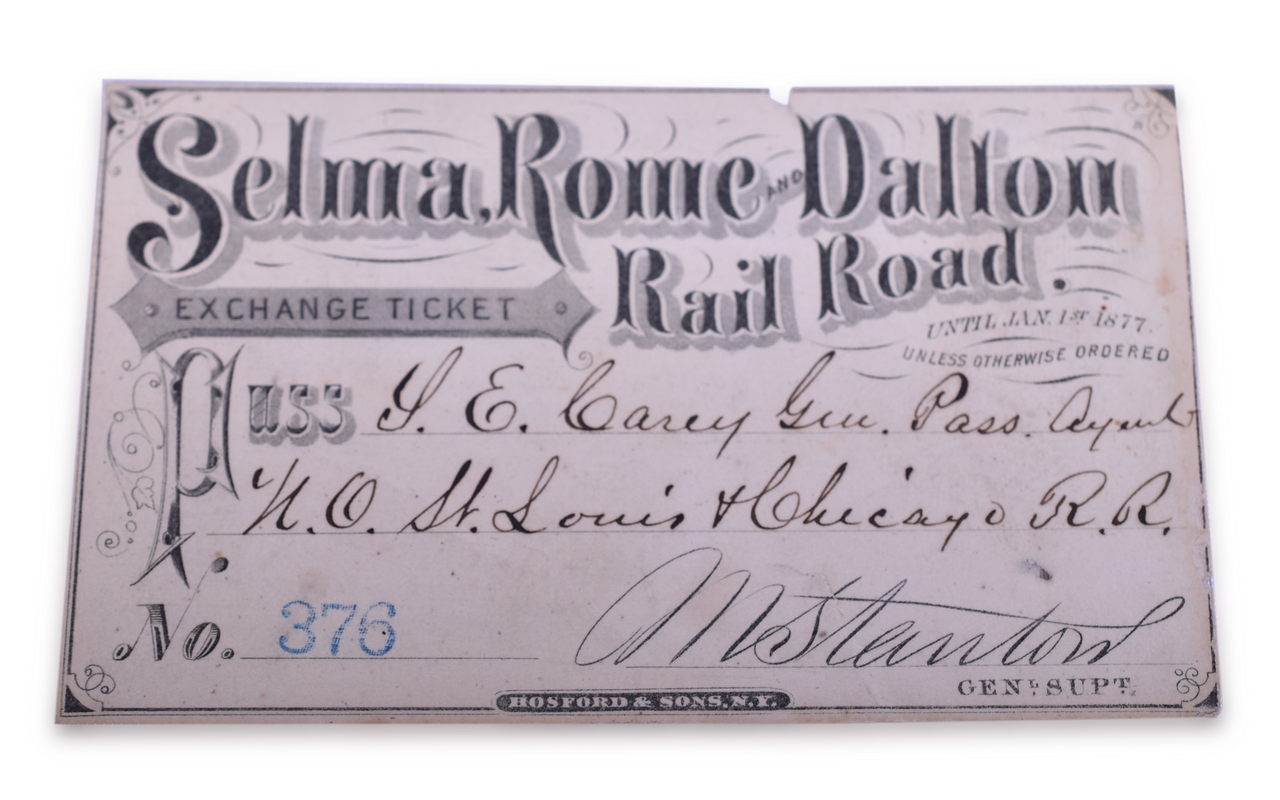 Selma, Rome AND Dalton
Rail Road.
EXCHANGE TICKET
UNTIL JAN. 1ST 1877.
UNLESS OTHERWISE ORDERED
Pass S. E. Carey Gen. Pass. Agent
N. O. St. Louis & Chicago R. R.
No. 376
M Stanton
GENL SUPT.
HOSFORD & SONS, N.Y.